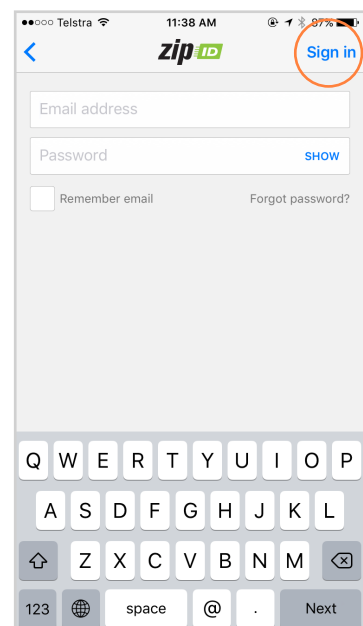 Telstra 11:38 AM 87%
zip ID Sign in
Email address
Password SHOW
Remember email Forgot password?
Q W E R T Y U I O P
A S D F G H J K L
Z X C V B N M
123 space @ . Next